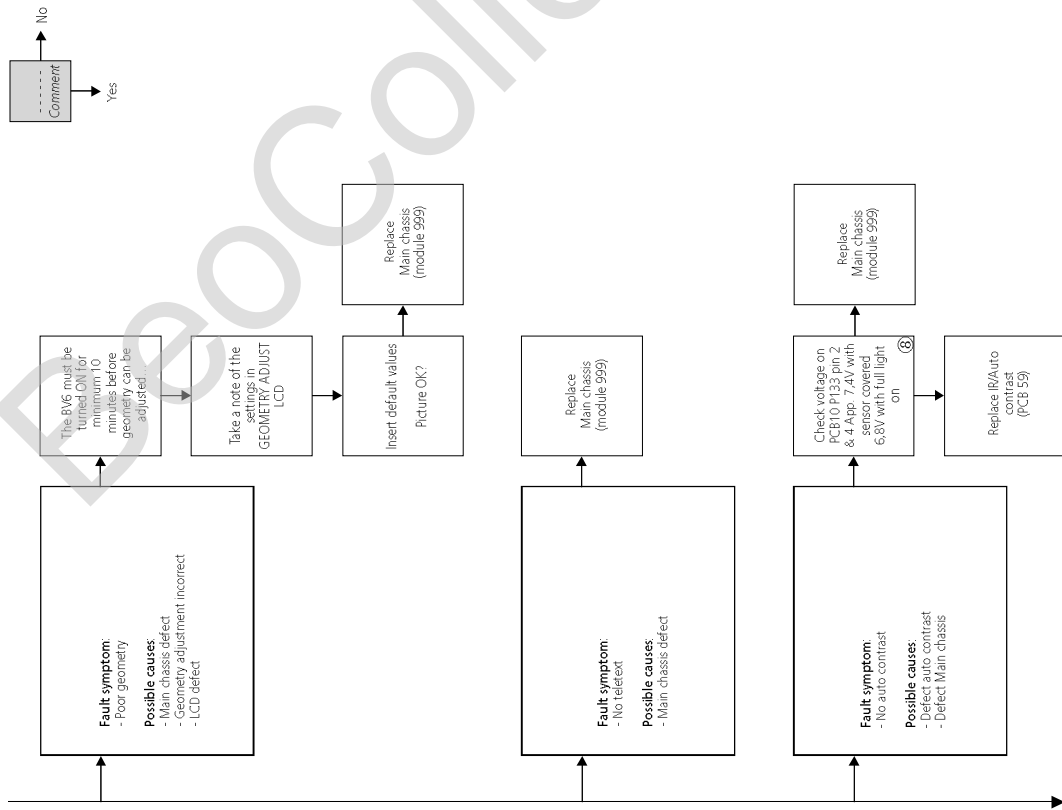 - - - - - -
Comment
No
Yes
Fault symptom:
- Poor geometry
Possible causes:
- Main chassis defect
- Geometry adjustment incorrect
- LCD defect
The BV6 must be
turned ON for
minimum 10
minutes before
geometry can be
adjusted...
Take a note of the
settings in
GEOMETRY ADJUST
LCD
Insert default values
Picture OK?
Replace
Main chassis
(module 999)
Fault symptom:
- No teletext
Possible causes:
- Main chassis defect
Replace
Main chassis
(module 999)
Fault symptom:
- No auto contrast
Possible causes:
- Defect auto contrast
- Defect Main chassis
Check voltage on
PCB10 P133 pin 2
& 4 App 7,4V with
sensor covered
6,8V with full light
on
8
Replace
Main chassis
(module 999)
Replace IR/Auto
contrast
(PCB 59)